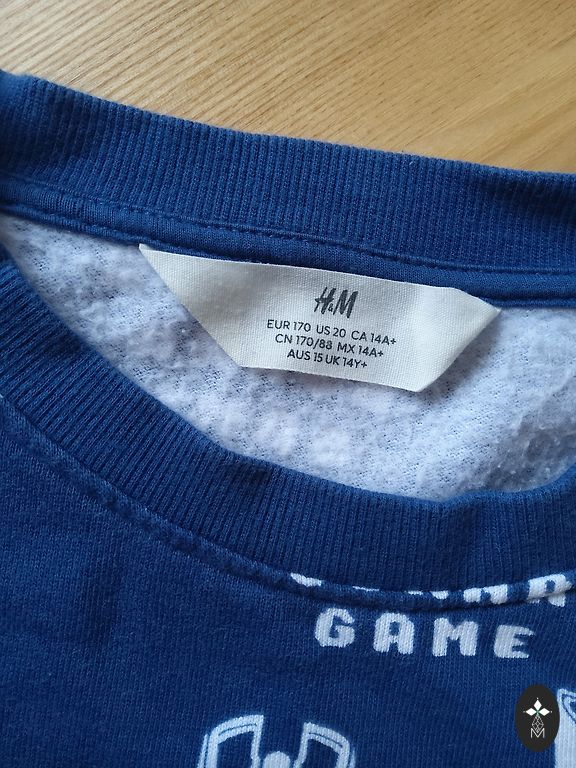 H&M
EUR 170 US 20 CA 14A+
CN 170/88 MX 14A+
AUS 15 UK 14Y+
GAME